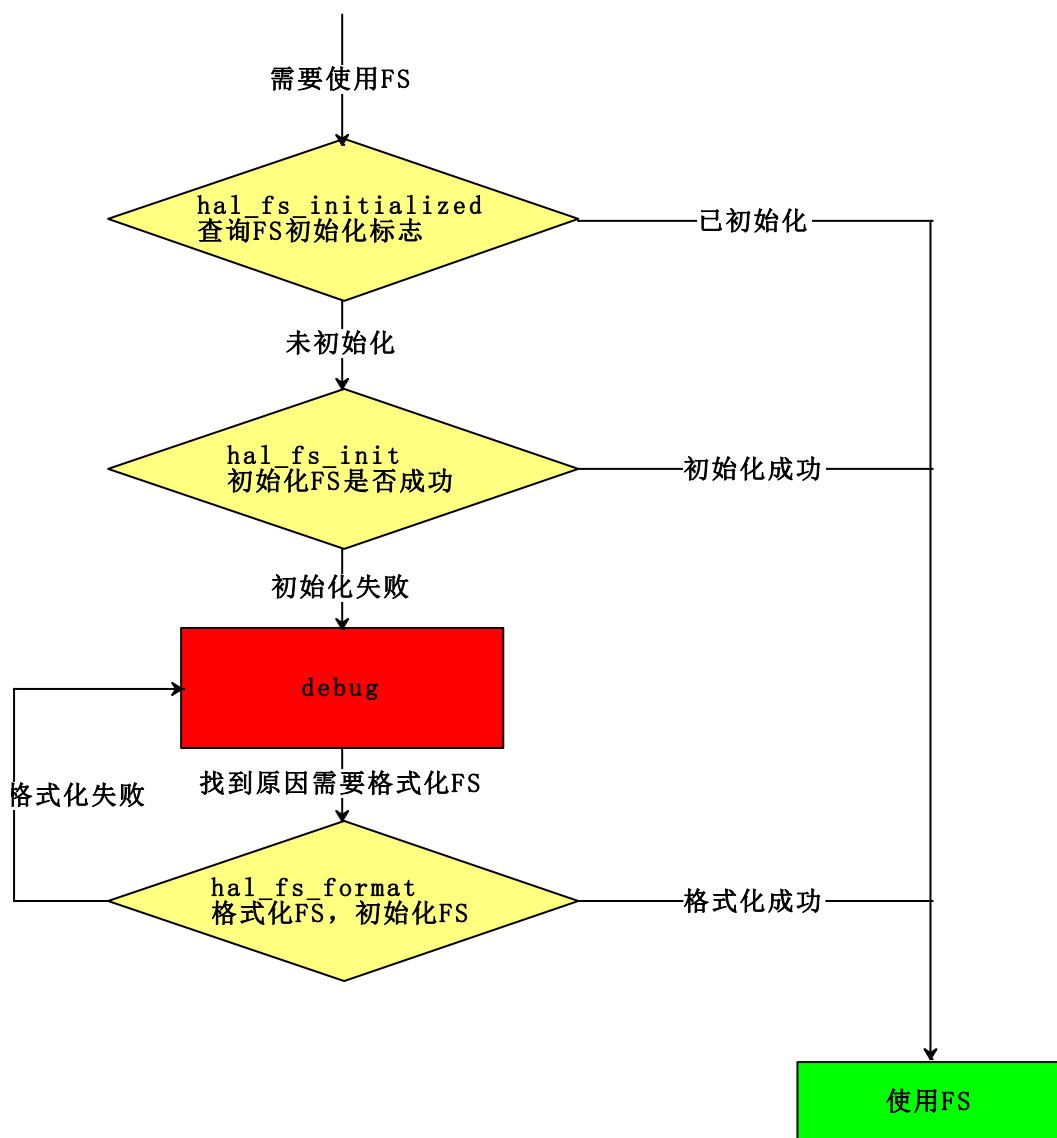 需要使用FS
hal_fs_initialized
查询FS初始化标志
已初始化
未初始化
hal_fs_init
初始化FS是否成功
初始化成功
初始化失败
debug
找到原因需要格式化FS
格式化失败
hal_fs_format
格式化FS，初始化FS
格式化成功
使用FS